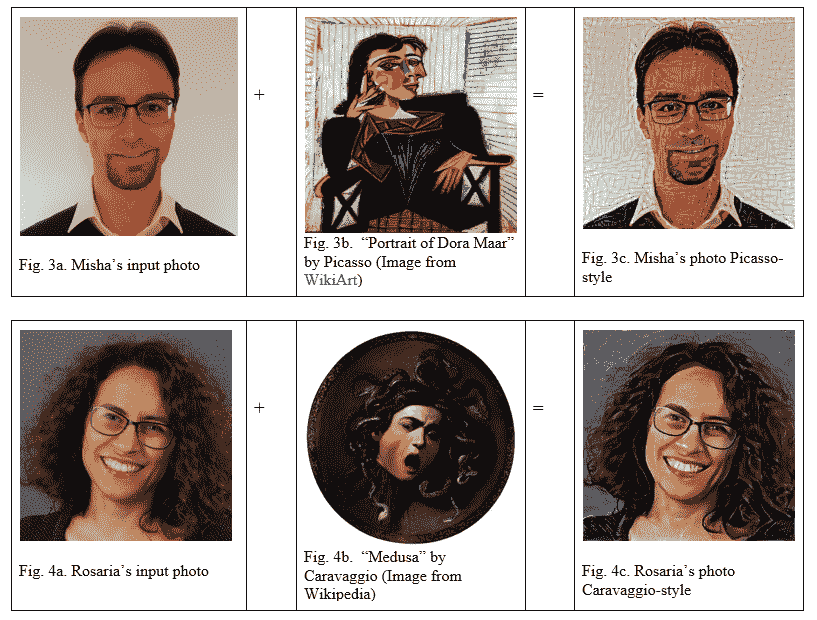 +
=
Fig. 3a. Misha’s input photo
Fig. 3b.  “Portrait of Dora Maar”
by Picasso (Image from
WikiArt)
Fig. 3c. Misha’s photo Picasso-
style
+
=
Fig. 4a. Rosaria’s input photo
Fig. 4b.  “Medusa” by
Caravaggio (Image from
Wikipedia)
Fig. 4c. Rosaria’s photo
Caravaggio-style